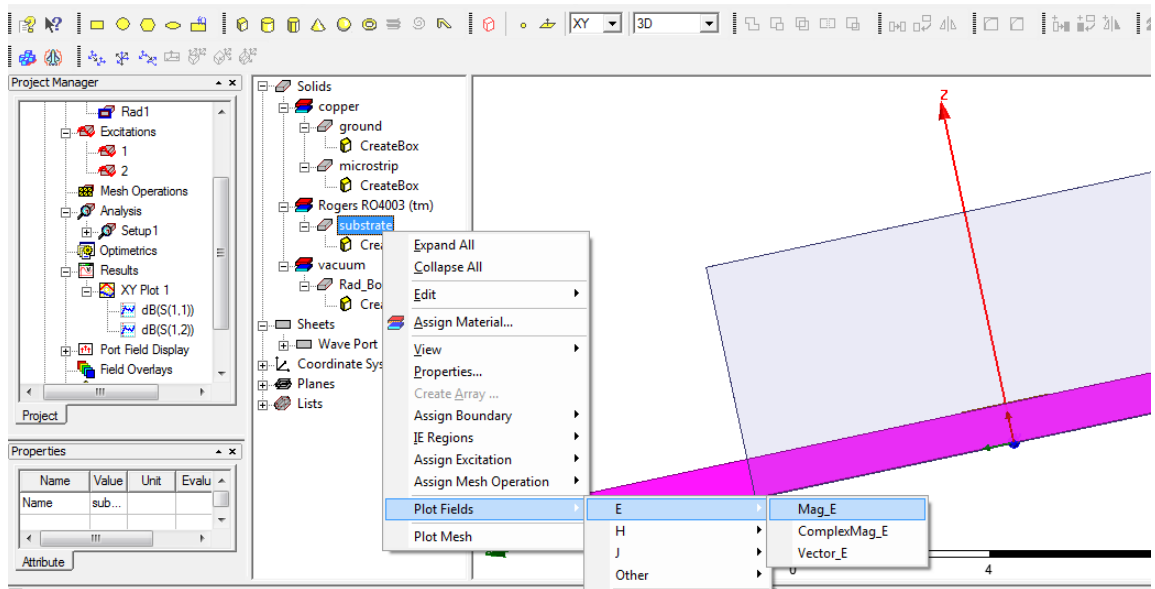 XY
3D
Project Manager
Rad1
Excitations
1
2
Mesh Operations
Analysis
Setup1
Optimetrics
Results
XY Plot 1
dB(S(1,1))
dB(S(1,2))
Port Field Display
Field Overlays
Project
Properties
Name Value Unit Evalu
Name sub...
Attribute
Solids
copper
ground
CreateBox
microstrip
CreateBox
Rogers RO4003 (tm)
substrate
Cre
vacuum
Rad_Bo
Cre
Sheets
Wave Port
Coordinate Sys
Planes
Lists
Expand All
Collapse All
Edit
Assign Material...
View
Properties...
Create Array ...
Assign Boundary
IE Regions
Assign Excitation
Assign Mesh Operation
Plot Fields
Plot Mesh
E
H
J
Other
Mag_E
ComplexMag_E
Vector_E
Z
0
4